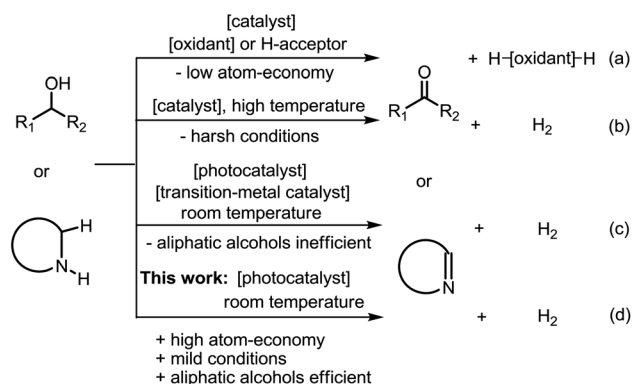 [catalyst]
[oxidant] or H-acceptor
- low atom-economy
+ H-[oxidant]-H (a)
OH
R1 R2
O
R1 R2
[catalyst], high temperature
- harsh conditions
+ H2 (b)
or
or
[photocatalyst]
[transition-metal catalyst]
room temperature
- aliphatic alcohols inefficient
+ H2 (c)
H
N H
N
This work: [photocatalyst]
room temperature
+ H2 (d)
+ high atom-economy
+ mild conditions
+ aliphatic alcohols efficient